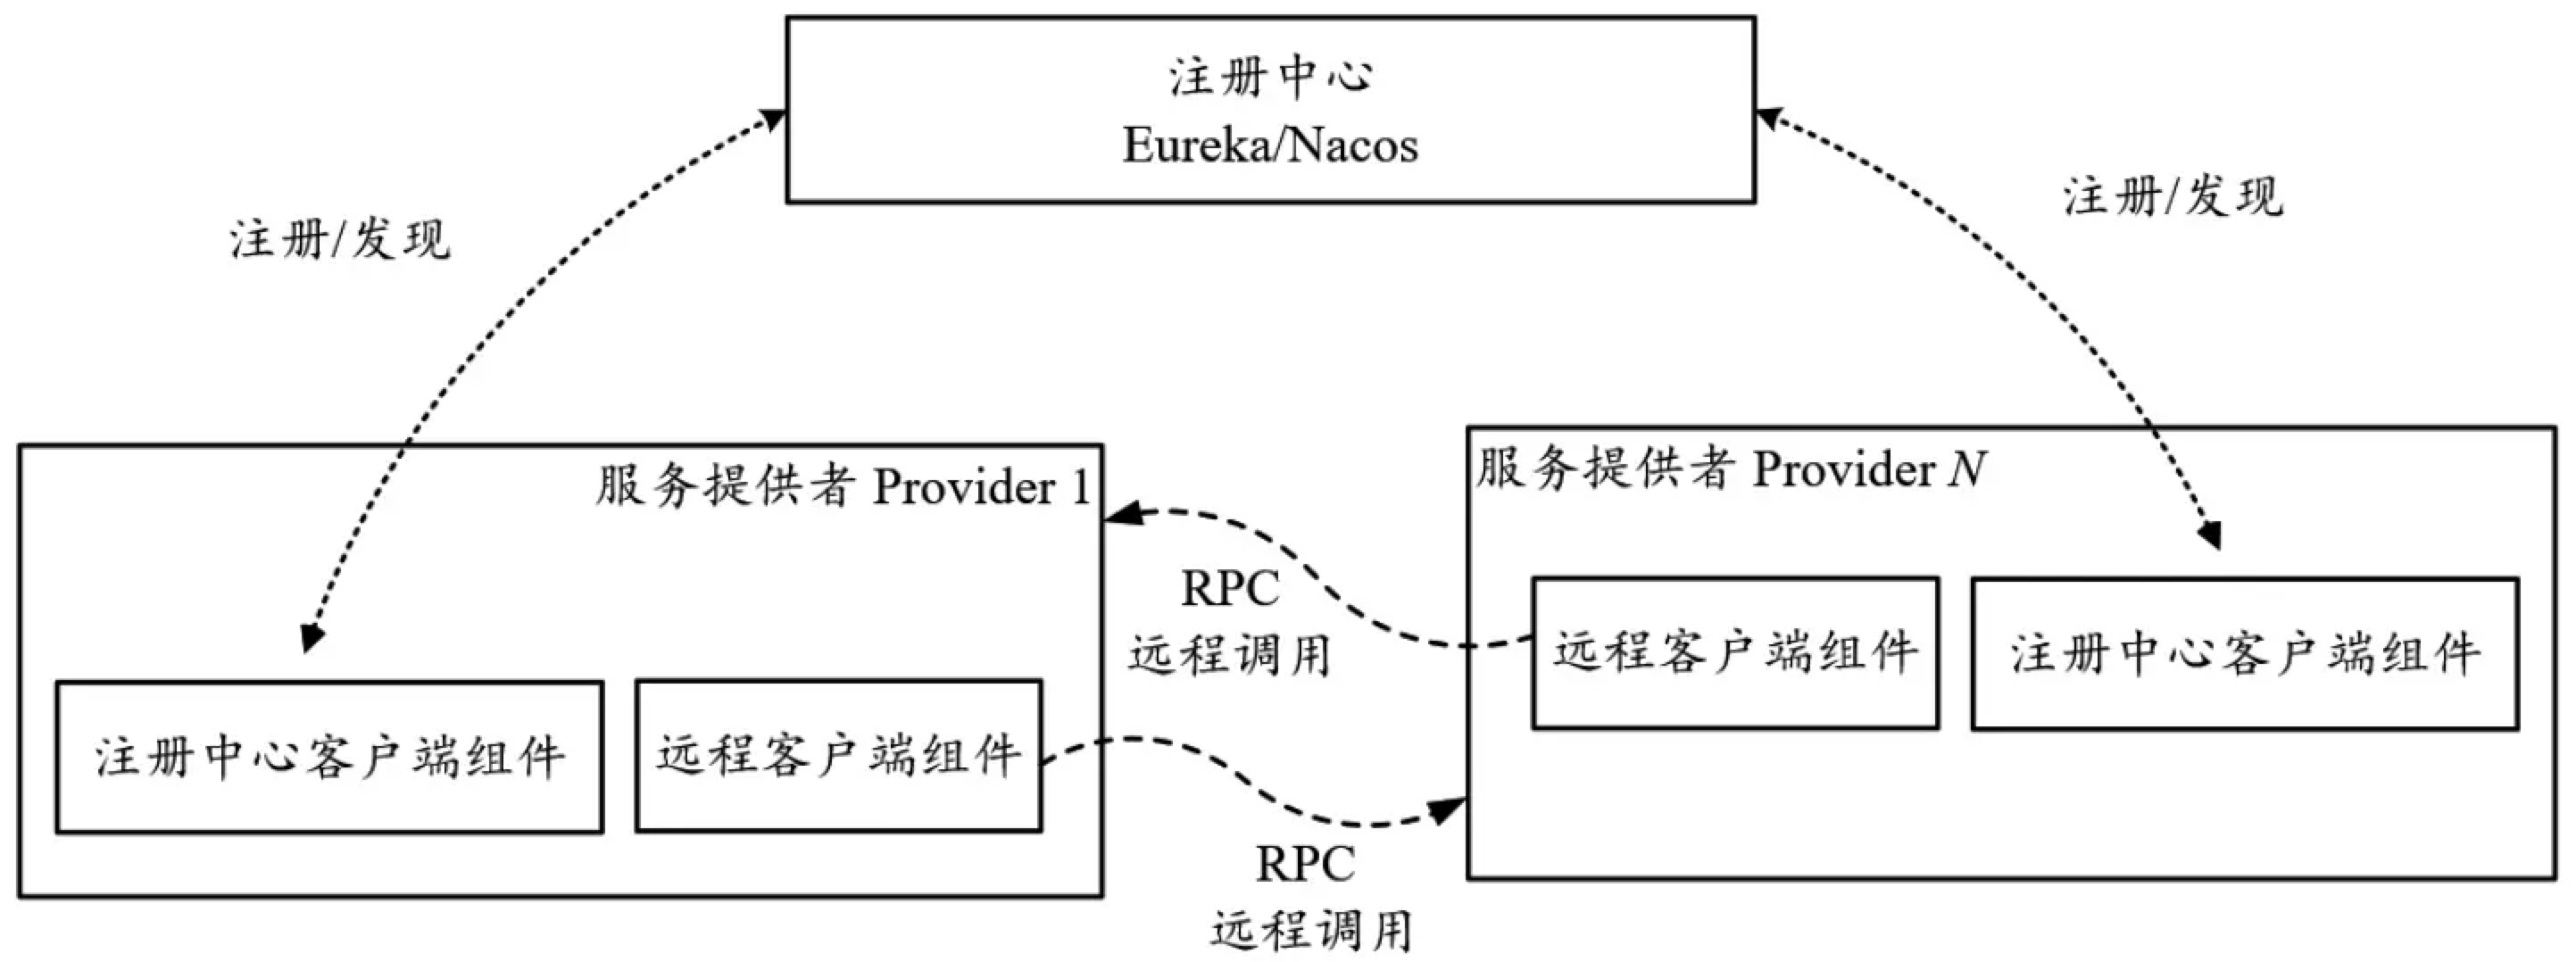 注册中心
Eureka/Nacos
注册/发现
注册/发现
服务提供者 Provider 1
服务提供者 Provider N
RPC
远程调用
远程客户端组件
注册中心客户端组件
注册中心客户端组件
远程客户端组件
RPC
远程调用